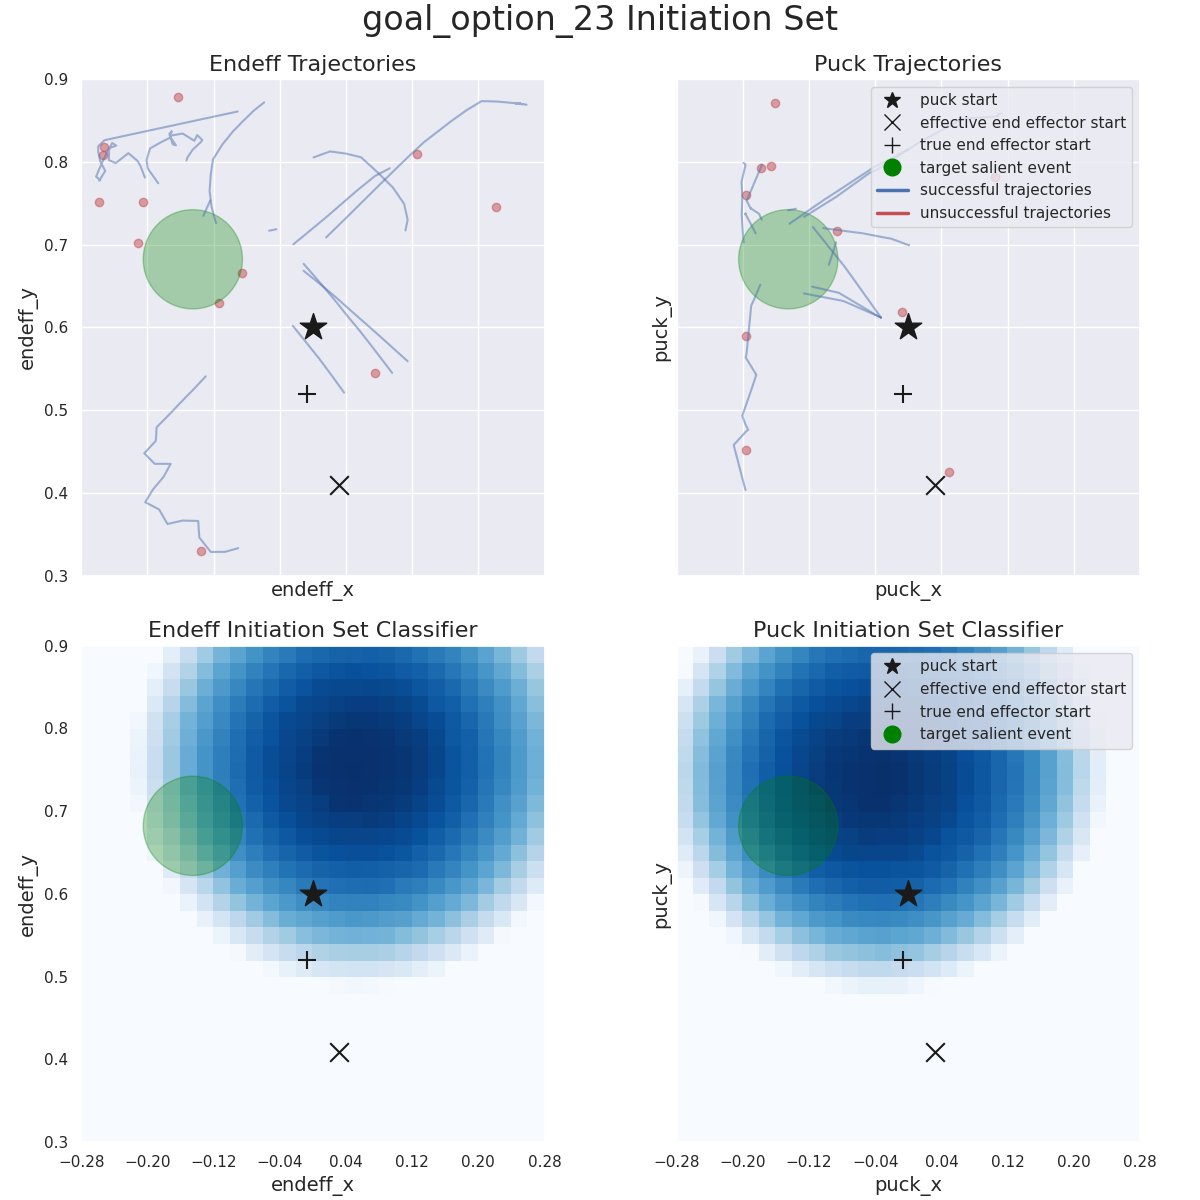 goal_option_23 Initiation Set
Endeff Trajectories
Puck Trajectories
0.9
0.8
0.7
0.6
0.5
0.4
0.3
endeff_y
endeff_x
puck_y
puck_x
puck start
effective end effector start
true end effector start
target salient event
successful trajectories
unsuccessful trajectories
Endeff Initiation Set Classifier
Puck Initiation Set Classifier
0.9
0.8
0.7
0.6
0.5
0.4
0.3
endeff_y
puck_y
puck start
effective end effector start
true end effector start
target salient event
−0.28 −0.20 −0.12 −0.04 0.04 0.12 0.20 0.28
−0.28 −0.20 −0.12 −0.04 0.04 0.12 0.20 0.28
endeff_x
puck_x